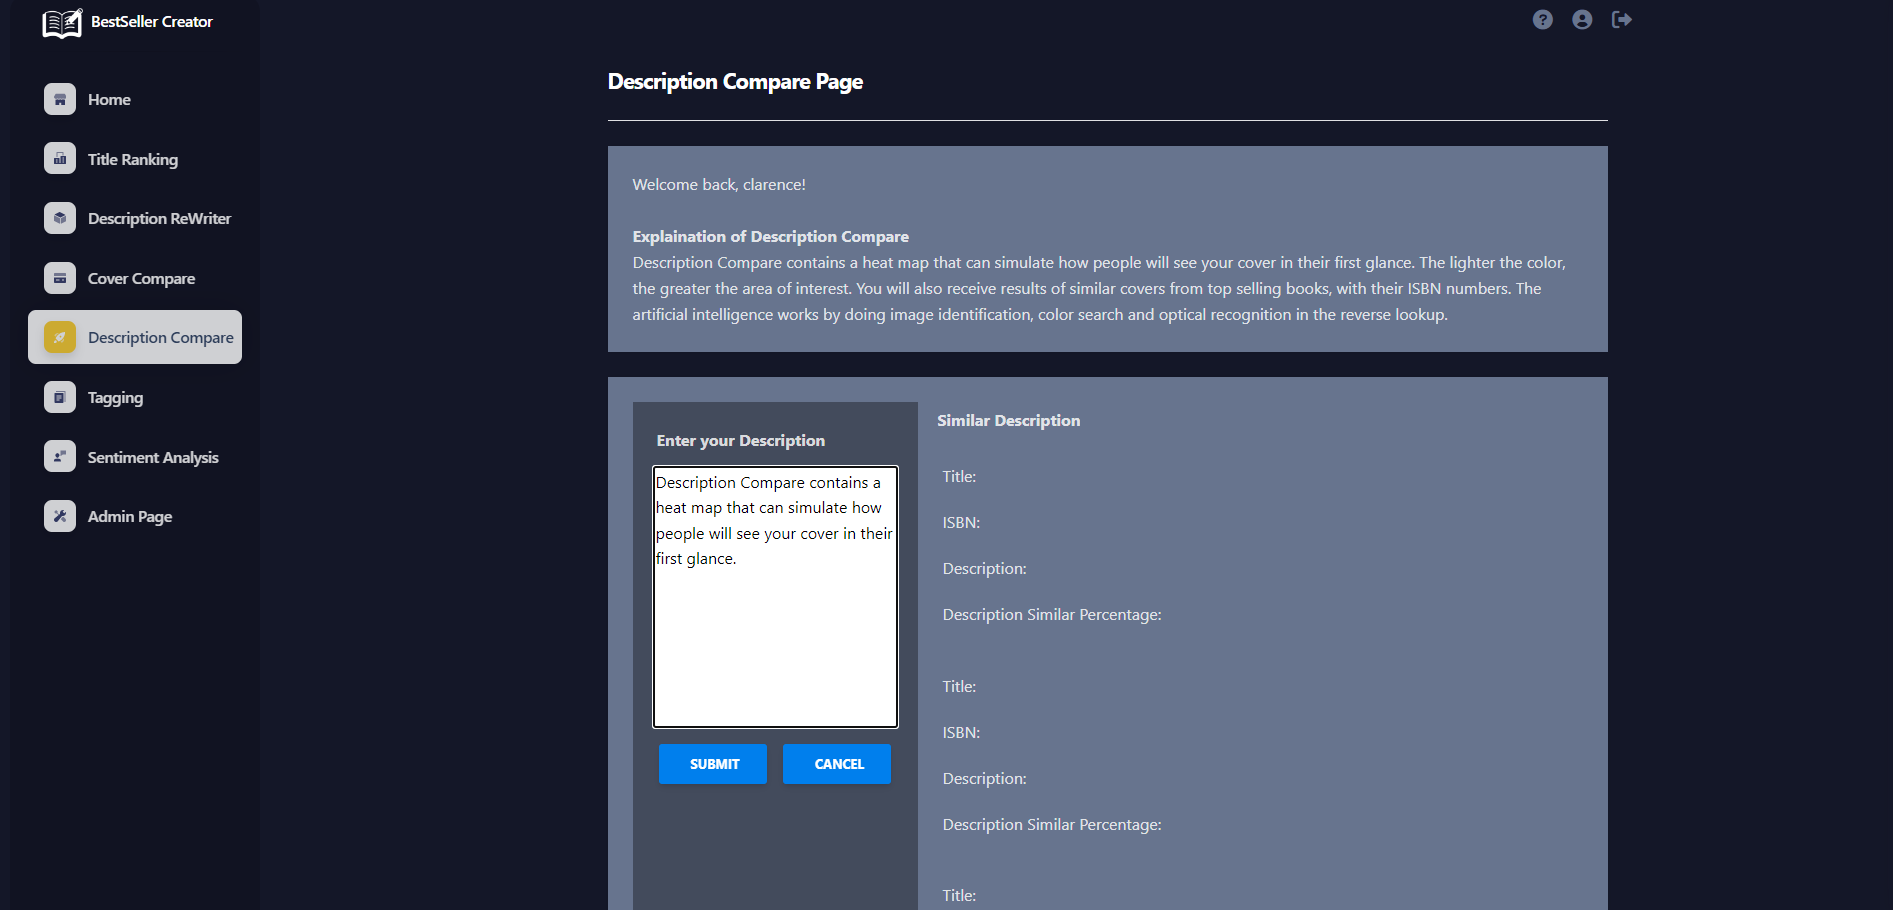 BestSeller Creator
Home
Title Ranking
Description ReWriter
Cover Compare
Description Compare
Tagging
Sentiment Analysis
Admin Page
?
Description Compare Page
Welcome back, clarence!
Explaination of Description Compare
Description Compare contains a heat map that can simulate how people will see your cover in their first glance. The lighter the color,
the greater the area of interest. You will also receive results of similar covers from top selling books, with their ISBN numbers. The
artificial intelligence works by doing image identification, color search and optical recognition in the reverse lookup.
Enter your Description
Description Compare contains a
heat map that can simulate how
people will see your cover in their
first glance.
SUBMIT CANCEL
Similar Description
Title:
ISBN:
Description:
Description Similar Percentage:
Title:
ISBN:
Description:
Description Similar Percentage:
Title: